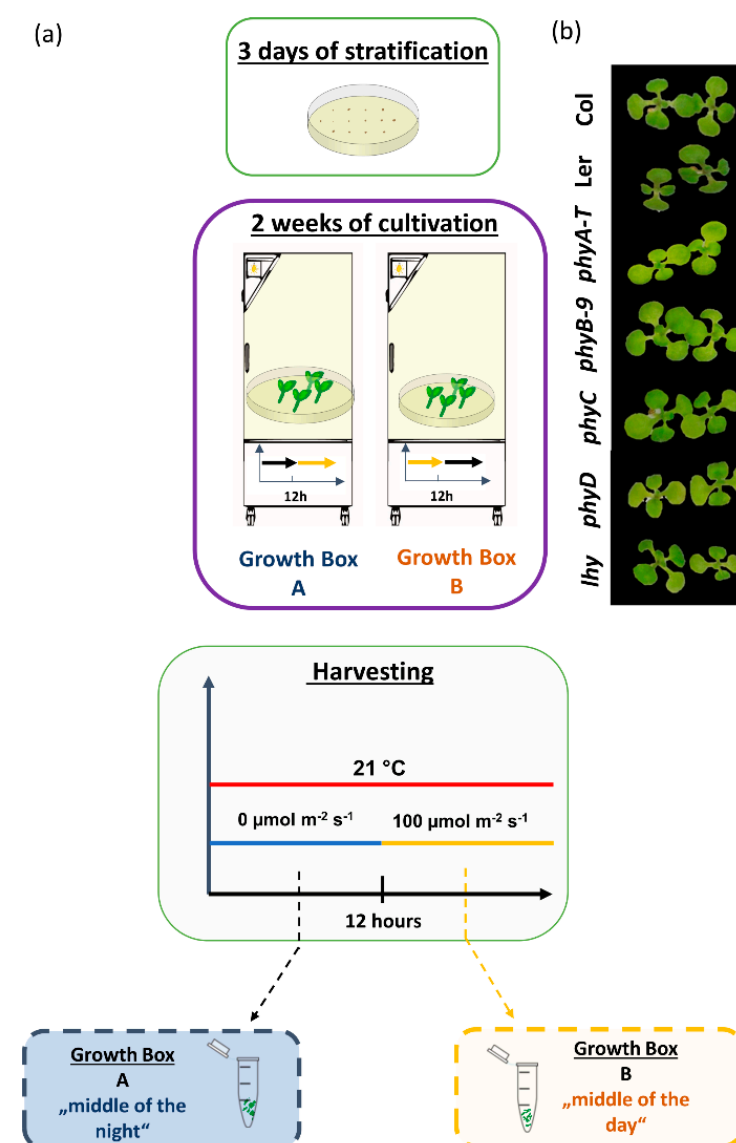 (a)
3 days of stratification
2 weeks of cultivation
12h
12h
Growth Box
A
Growth Box
B
(b)
Col
Ler
phyA-T
phyB-9
phyC
phyD
lhy
Harvesting
21 °C
0 µmol m⁻² s⁻¹
100 µmol m⁻² s⁻¹
12 hours
Growth Box
A
„middle of the
night“
Growth Box
B
„middle of the
day“